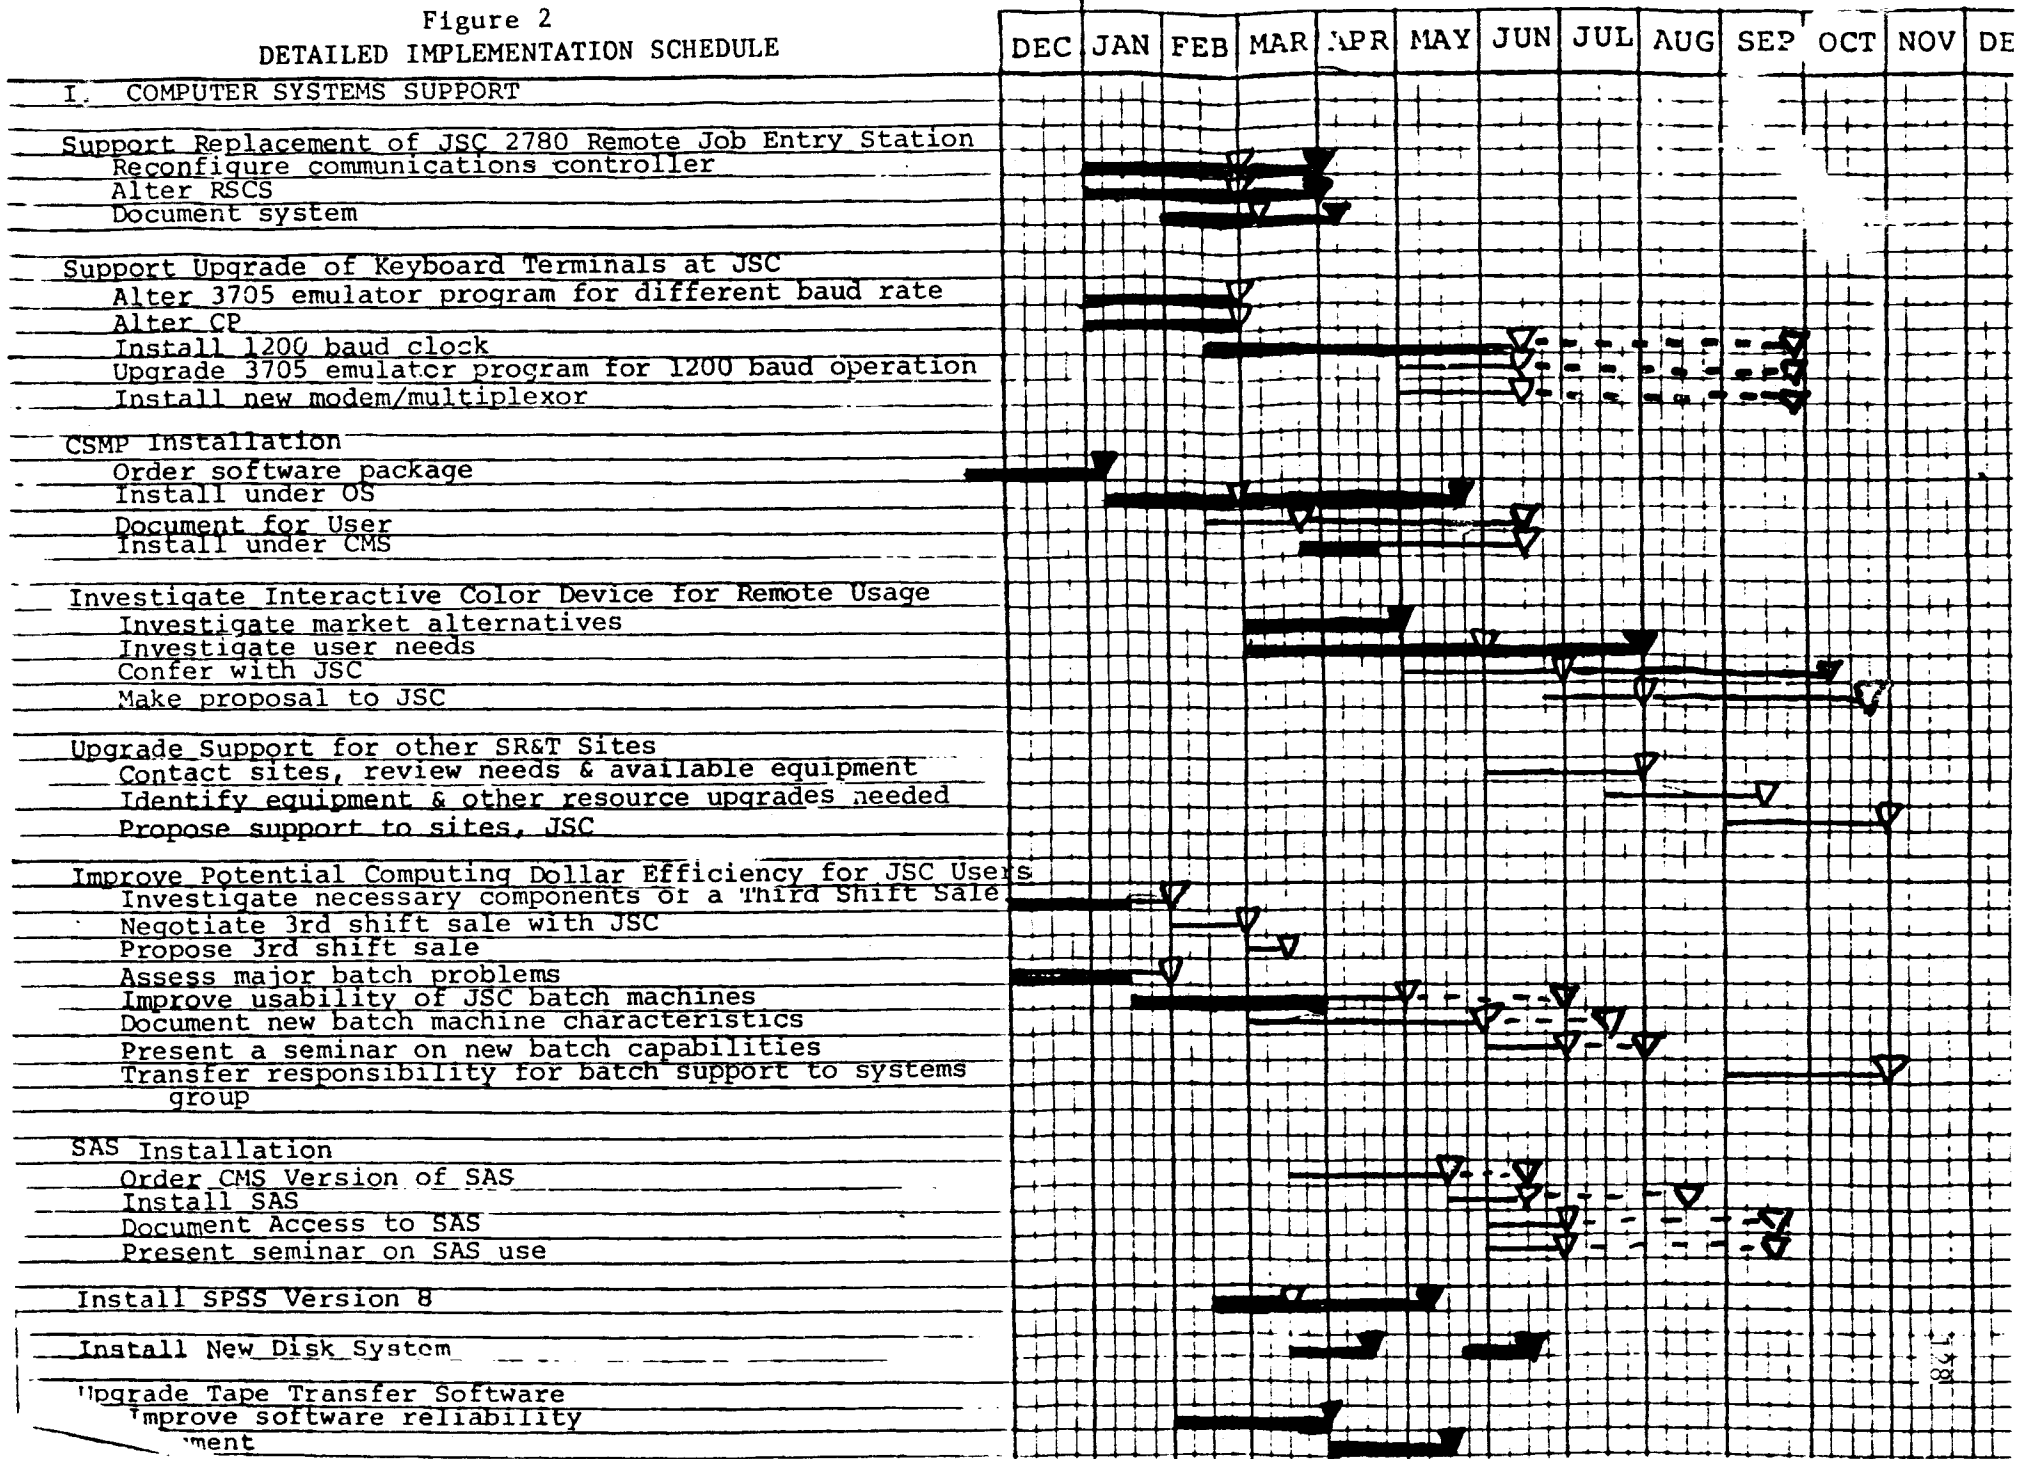 Figure 2
DETAILED IMPLEMENTATION SCHEDULE
DEC JAN FEB MAR APR MAY JUN JUL AUG SEP OCT NOV DE
I. COMPUTER SYSTEMS SUPPORT
Support Replacement of JSC 2780 Remote Job Entry Station
Reconfigure communications controller
Alter RSCS
Document system
Support Upgrade of Keyboard Terminals at JSC
Alter 3705 emulator program for different baud rate
Alter CP
Install 1200 baud clock
Upgrade 3705 emulator program for 1200 baud operation
Install new modem/multiplexor
CSMP Installation
Order software package
Install under OS
Document for User
Install under CMS
Investigate Interactive Color Device for Remote Usage
Investigate market alternatives
Investigate user needs
Confer with JSC
Make proposal to JSC
Upgrade Support for other SR&T Sites
Contact sites, review needs & available equipment
Identify equipment & other resource upgrades needed
Propose support to sites, JSC
Improve Potential Computing Dollar Efficiency for JSC Users
Investigate necessary components of a Third Shift Sale
Negotiate 3rd shift sale with JSC
Propose 3rd shift sale
Assess major batch problems
Improve usability of JSC batch machines
Document new batch machine characteristics
Present a seminar on new batch capabilities
Transfer responsibility for batch support to systems
group
SAS Installation
Order CMS Version of SAS
Install SAS
Document Access to SAS
Present seminar on SAS use
Install SPSS Version 8
Install New Disk System
Upgrade Tape Transfer Software
Improve software reliability
ment